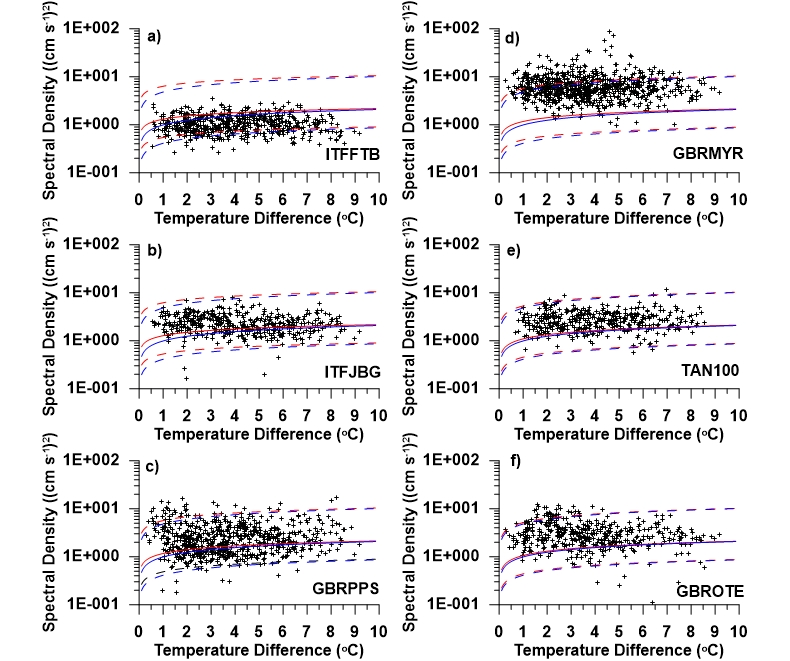 a)
Spectral Density ((cm s⁻¹)²)
1E+002
1E+001
1E+000
1E-001
ITFFTB
0 1 2 3 4 5 6 7 8 9 10
Temperature Difference (°C)
d)
Spectral Density ((cm s⁻¹)²)
1E+002
1E+001
1E+000
1E-001
GBRMYR
0 1 2 3 4 5 6 7 8 9 10
Temperature Difference (°C)
b)
Spectral Density ((cm s⁻¹)²)
1E+002
1E+001
1E+000
1E-001
ITFJBG
0 1 2 3 4 5 6 7 8 9 10
Temperature Difference (°C)
e)
Spectral Density ((cm s⁻¹)²)
1E+002
1E+001
1E+000
1E-001
TAN100
0 1 2 3 4 5 6 7 8 9 10
Temperature Difference (°C)
c)
Spectral Density ((cm s⁻¹)²)
1E+002
1E+001
1E+000
1E-001
GBRPPS
0 1 2 3 4 5 6 7 8 9 10
Temperature Difference (°C)
f)
Spectral Density ((cm s⁻¹)²)
1E+002
1E+001
1E+000
1E-001
GBROTE
0 1 2 3 4 5 6 7 8 9 10
Temperature Difference (°C)